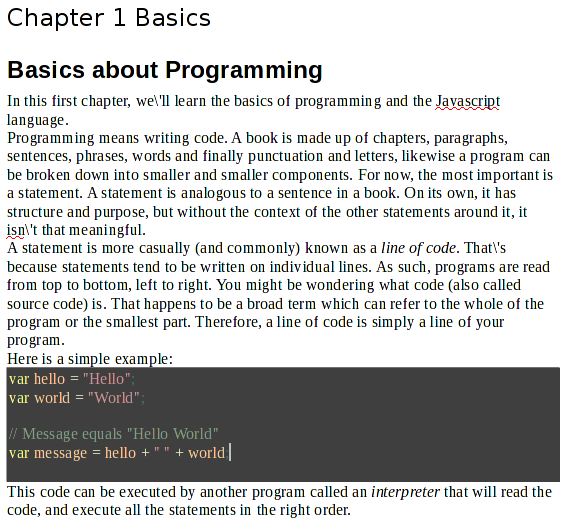 Chapter 1 Basics
Basics about Programming
In this first chapter, we\'ll learn the basics of programming and the Javascript
language.
Programming means writing code. A book is made up of chapters, paragraphs,
sentences, phrases, words and finally punctuation and letters, likewise a program can
be broken down into smaller and smaller components. For now, the most important is
a statement. A statement is analogous to a sentence in a book. On its own, it has
structure and purpose, but without the context of the other statements around it, it
isn\'t that meaningful.
A statement is more casually (and commonly) known as a line of code. That\'s
because statements tend to be written on individual lines. As such, programs are read
from top to bottom, left to right. You might be wondering what code (also called
source code) is. That happens to be a broad term which can refer to the whole of the
program or the smallest part. Therefore, a line of code is simply a line of your
program.
Here is a simple example:
var hello = "Hello";
var world = "World";
// Message equals "Hello World"
var message = hello + " " + world;
This code can be executed by another program called an interpreter that will read the
code, and execute all the statements in the right order.